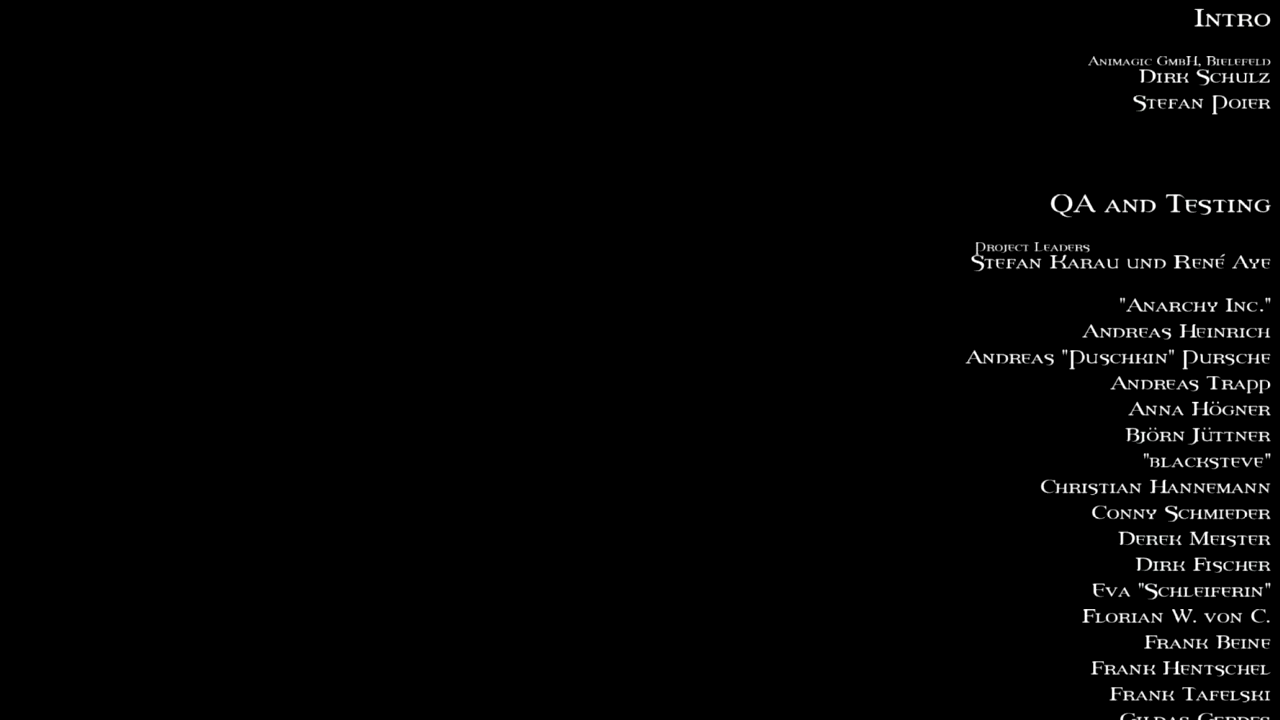 Intro
Animagic GmbH, Bielefeld
Dirk Schulz
Stefan Poier
QA and Testing
Project Leaders
Stefan Karau und René Aye
"Anarchy Inc."
Andreas Heinrich
Andreas "Puschkin" Pursche
Andreas Trapp
Anna Högner
Björn Jüttner
"blacksteve"
Christian Hannemann
Conny Schmieder
Derek Meister
Dirk Fischer
Eva "Schleiferin"
Florian W. von C.
Frank Beine
Frank Hentschel
Frank Tafelski